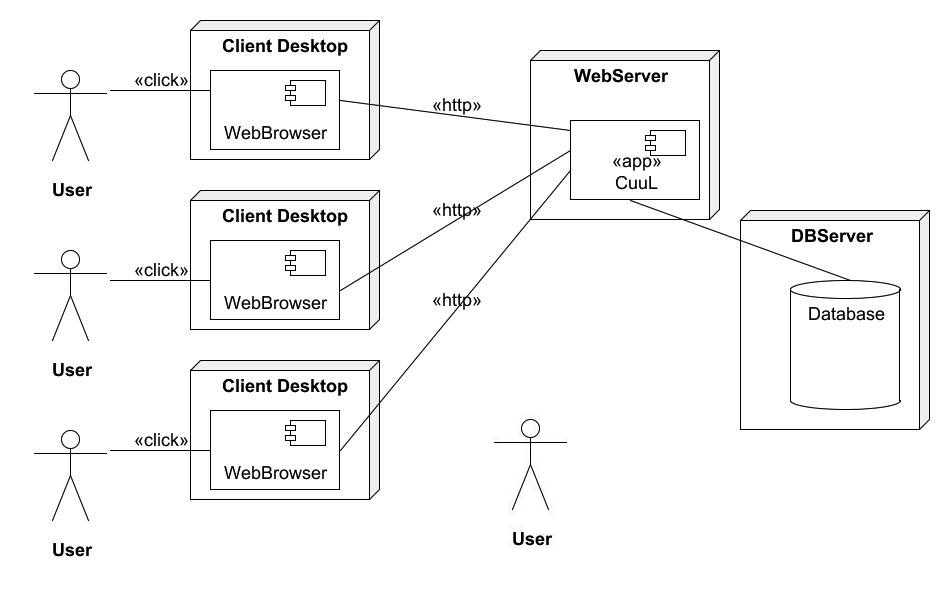 Client Desktop
«click»
WebBrowser
User
«http»
WebServer
«app»
CuuL
Client Desktop
«click»
WebBrowser
User
«http»
DBServer
Database
Client Desktop
«click»
WebBrowser
User
«http»
User